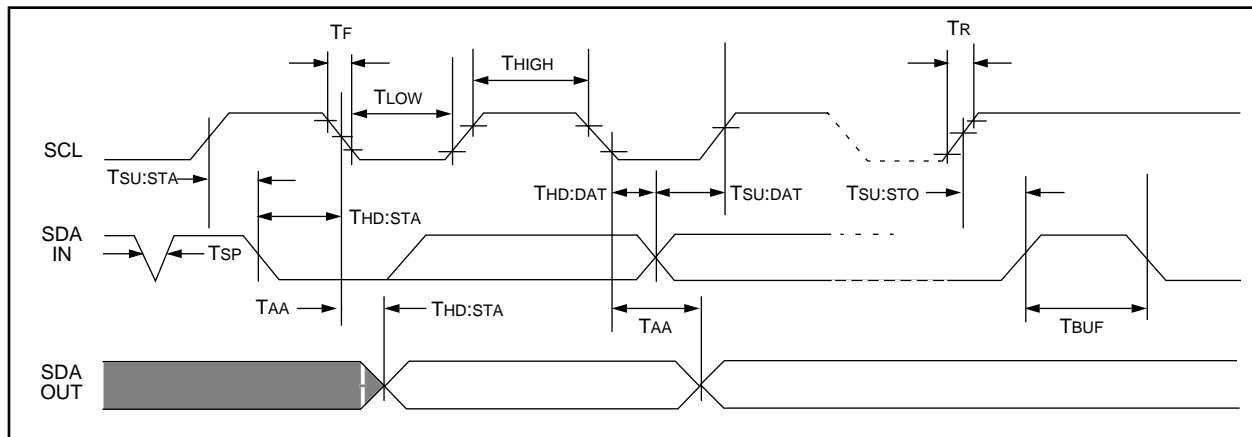 TF
TR
THIGH
TLOW
SCL
TSU:STA
THD:DAT
TSU:DAT
TSU:STO
THD:STA
SDA
IN
TSP
TAA
THD:STA
TAA
TBUF
SDA
OUT